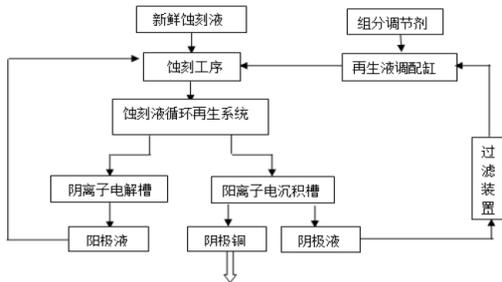 新鲜蚀刻液
组分调节剂
蚀刻工序
再生液调配缸
蚀刻液循环再生系统
过滤装置
阴离子电解槽
阳离子电沉积槽
阳极液
阴极铜
阴极液